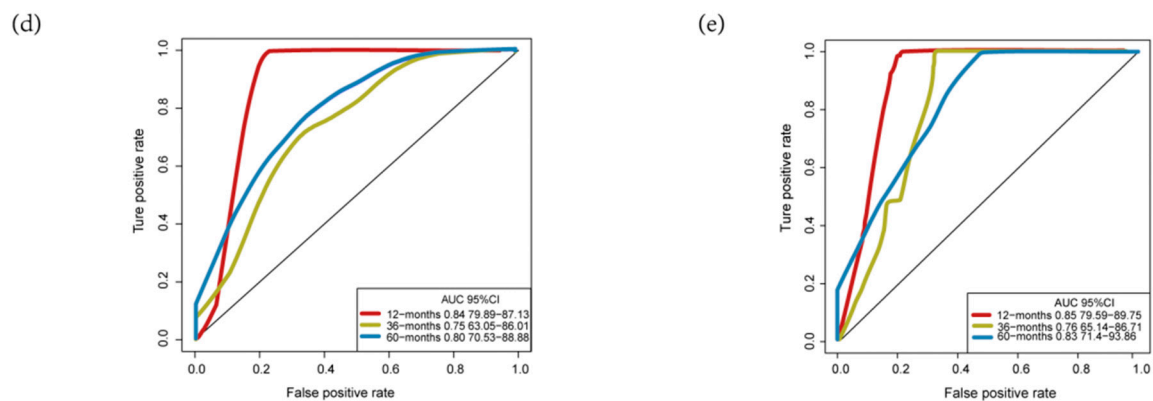 (d)
1.0
0.8
0.6
0.4
0.2
0.0
Ture positive rate
AUC 95%CI
12-months 0.84 79.89-87.13
36-months 0.75 63.05-86.01
60-months 0.80 70.53-88.88
0.0 0.2 0.4 0.6 0.8 1.0
False positive rate
(e)
1.0
0.8
0.6
0.4
0.2
0.0
Ture positive rate
AUC 95%CI
12-months 0.85 79.59-89.75
36-months 0.76 65.14-86.71
60-months 0.83 71.4-93.86
0.0 0.2 0.4 0.6 0.8 1.0
False positive rate